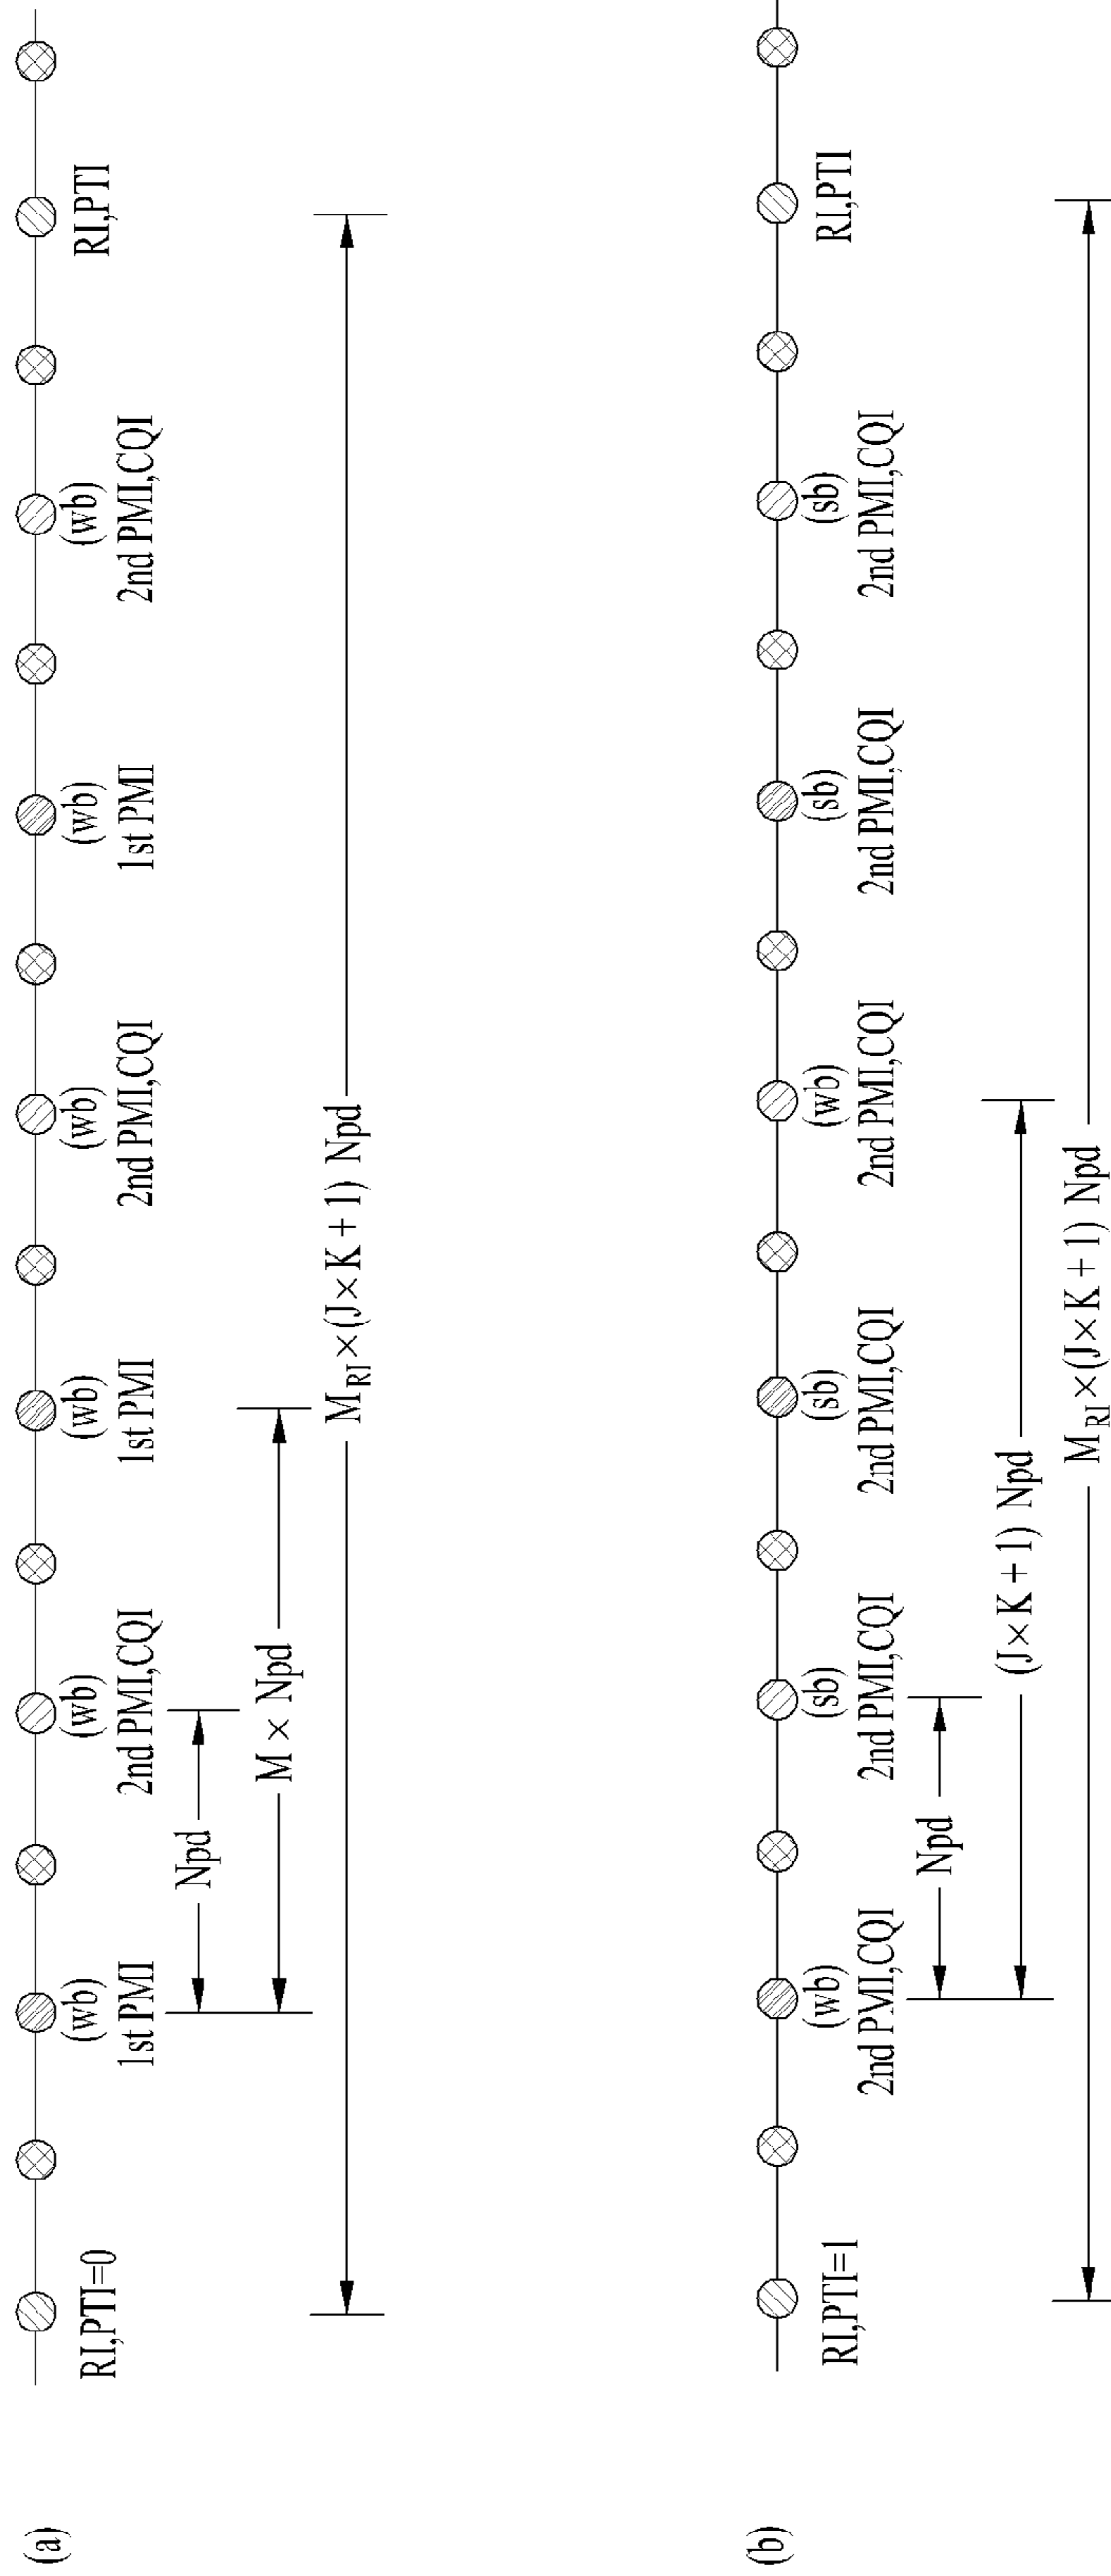 (a)
RI,PTI=0
(wb)
1st PMI
(wb)
2nd PMI,CQI
(wb)
1st PMI
(wb)
2nd PMI,CQI
(wb)
1st PMI
(wb)
2nd PMI,CQI
RI,PTI
Npd
M × Npd
M_RI×(J×K + 1) Npd
(b)
RI,PTI=1
(wb)
2nd PMI,CQI
(sb)
2nd PMI,CQI
(sb)
2nd PMI,CQI
(wb)
2nd PMI,CQI
(sb)
2nd PMI,CQI
(sb)
2nd PMI,CQI
RI,PTI
Npd
(J×K + 1) Npd
M_RI×(J×K + 1) Npd